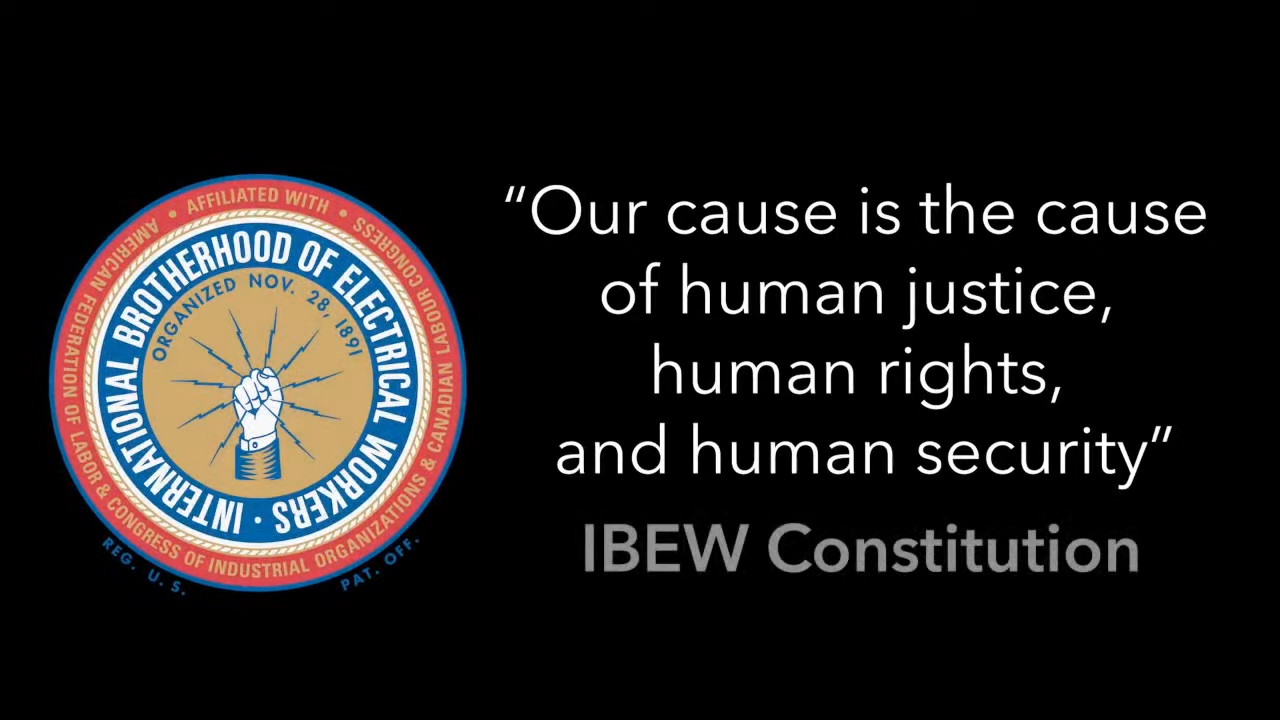 AFFILIATED WITH
AMERICAN FEDERATION OF LABOR & CONGRESS OF INDUSTRIAL ORGANIZATIONS & CANADIAN LABOUR CONGRESS
INTERNATIONAL BROTHERHOOD OF ELECTRICAL WORKERS
ORGANIZED NOV. 28, 1891
REG. U. S. PAT. OFF.
“Our cause is the cause
of human justice,
human rights,
and human security”
IBEW Constitution